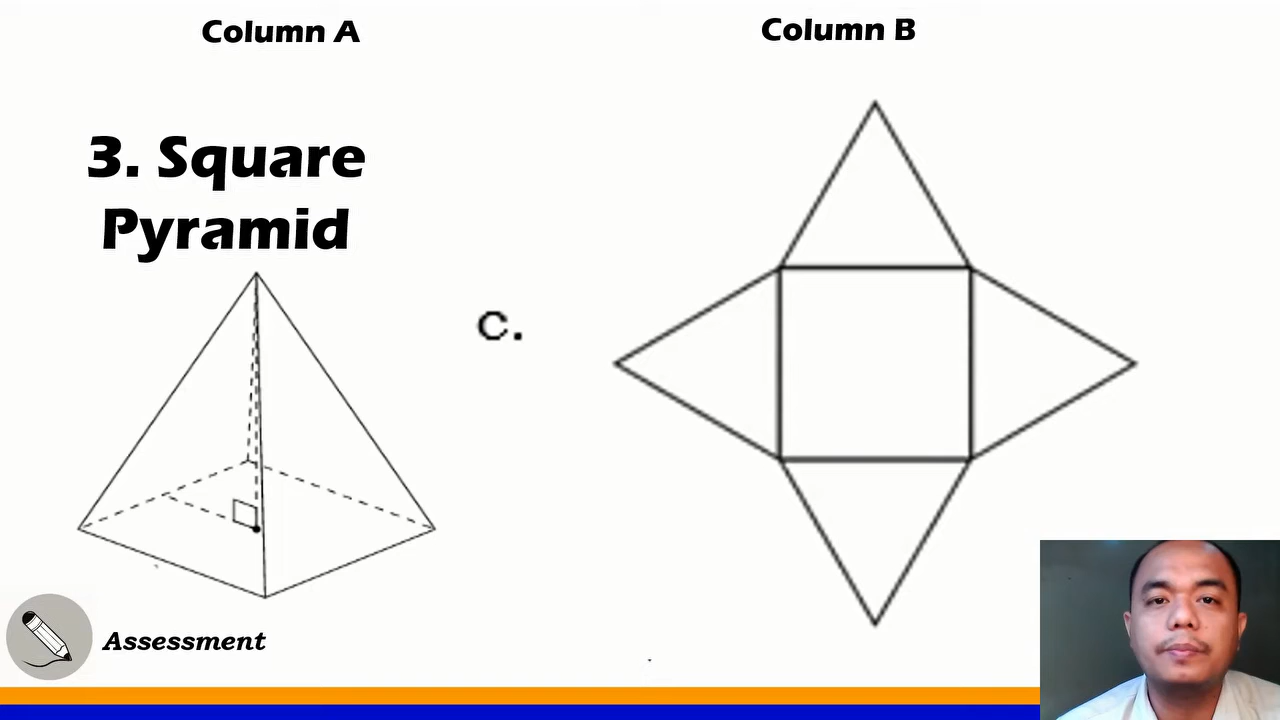 Column A
Column B
3. Square
Pyramid
C.
Assessment